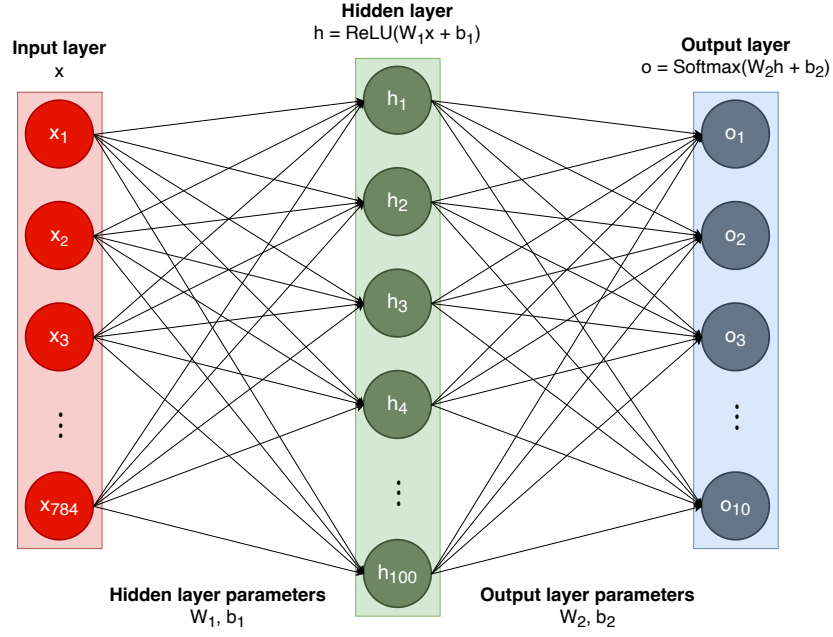 Input layer
x
x1
x2
x3
⋮
x784
Hidden layer
h = ReLU(W1x + b1)
h1
h2
h3
h4
⋮
h100
Output layer
o = Softmax(W2h + b2)
o1
o2
o3
⋮
o10
Hidden layer parameters
W1, b1
Output layer parameters
W2, b2